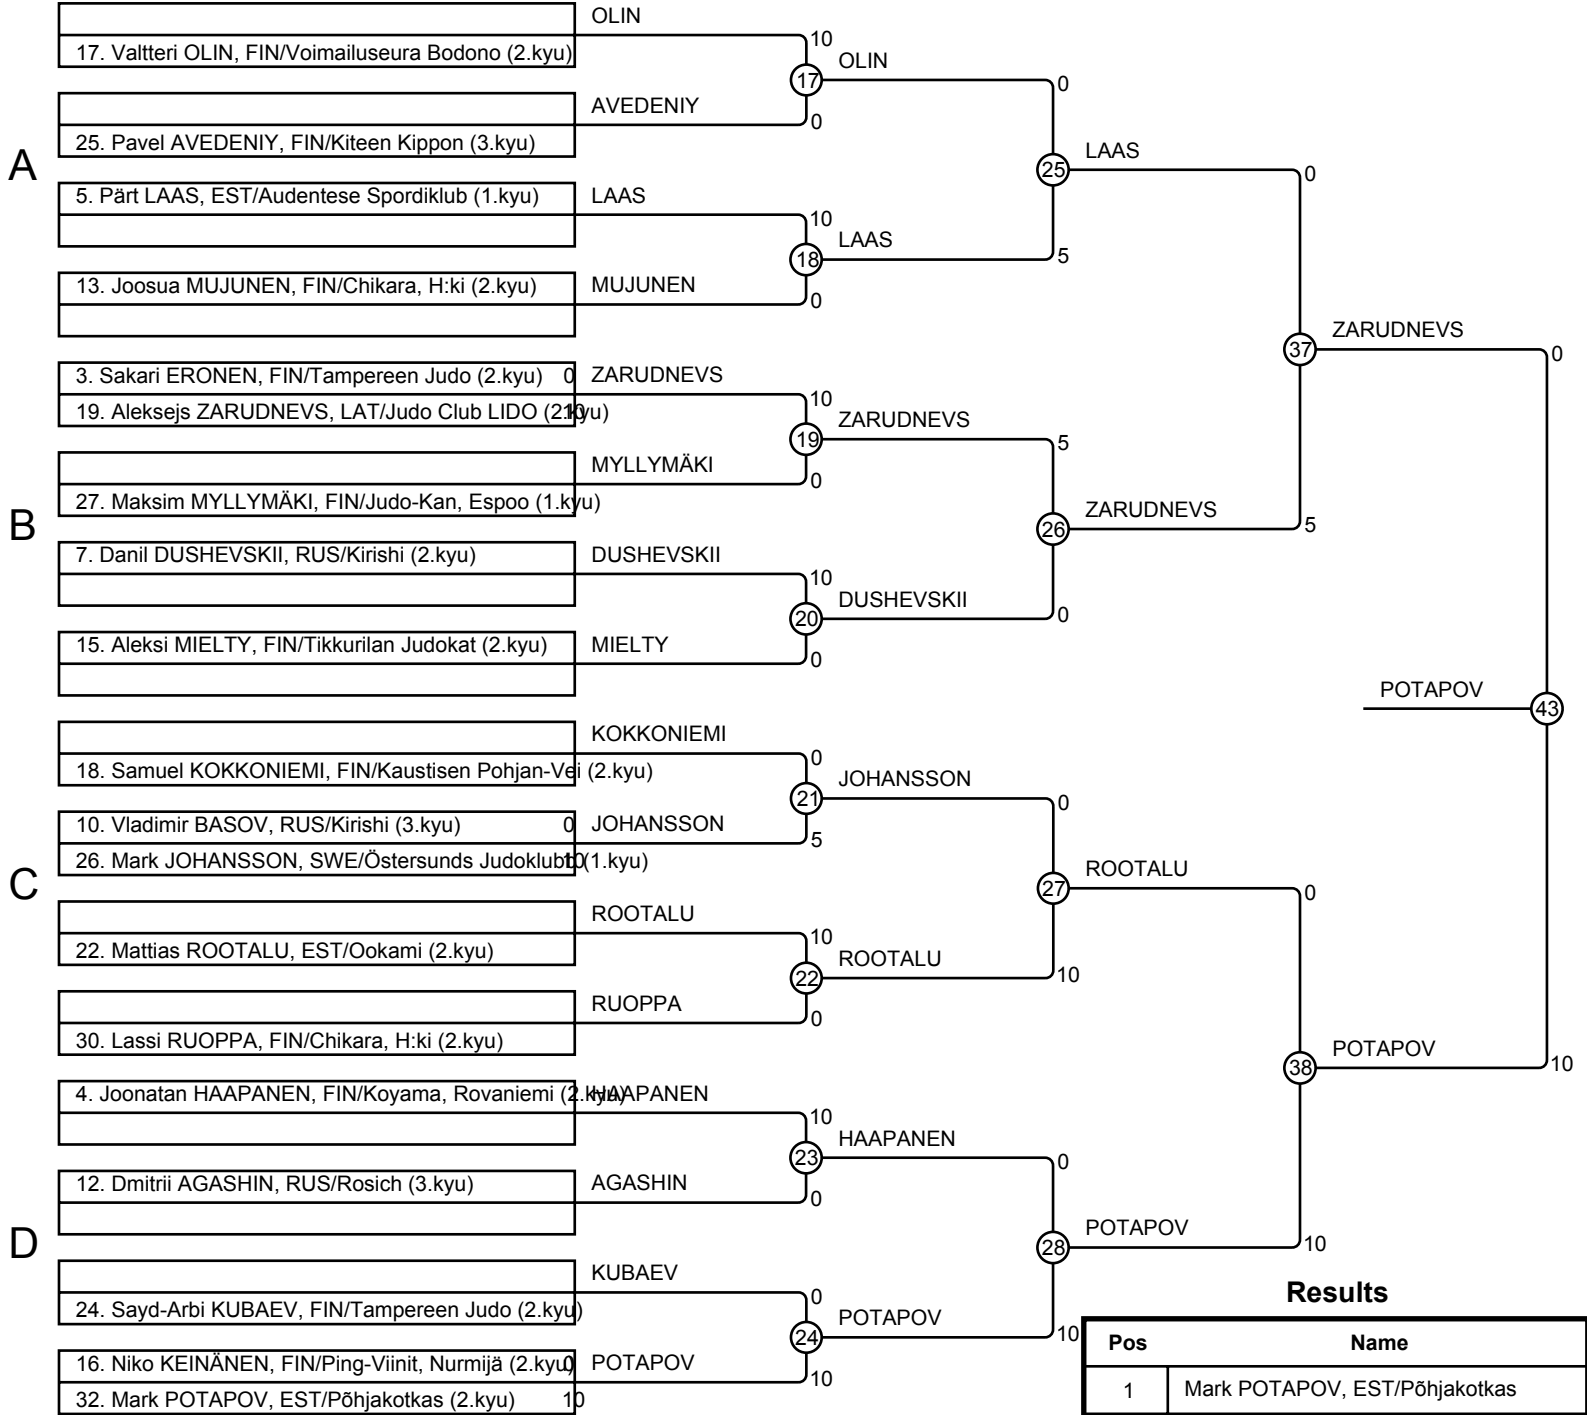 OLIN
17. Valtteri OLIN, FIN/Voimailuseura Bodono (2.kyu)
10
17
OLIN
0
AVEDENIY
25. Pavel AVEDENIY, FIN/Kiteen Kippon (3.kyu)
0
A
25
LAAS
0
5. Pärt LAAS, EST/Audentese Spordiklub (1.kyu)
LAAS
10
18
LAAS
5
13. Joosua MUJUNEN, FIN/Chikara, H:ki (2.kyu)
MUJUNEN
0
37
ZARUDNEVS
0
3. Sakari ERONEN, FIN/Tampereen Judo (2.kyu) 0
ZARUDNEVS
19. Aleksejs ZARUDNEVS, LAT/Judo Club LIDO (2.kyu) 10
10
19
ZARUDNEVS
5
MYLLYMÄKI
27. Maksim MYLLYMÄKI, FIN/Judo-Kan, Espoo (1.kyu)
0
B
26
ZARUDNEVS
5
7. Danil DUSHEVSKII, RUS/Kirishi (2.kyu)
DUSHEVSKII
10
20
DUSHEVSKII
0
15. Aleksi MIELTY, FIN/Tikkurilan Judokat (2.kyu)
MIELTY
0
POTAPOV
43
KOKKONIEMI
18. Samuel KOKKONIEMI, FIN/Kaustisen Pohjan-Vei (2.kyu)
0
21
JOHANSSON
0
10. Vladimir BASOV, RUS/Kirishi (3.kyu) 0
JOHANSSON
26. Mark JOHANSSON, SWE/Östersunds Judoklubb (1.kyu) 10
5
C
27
ROOTALU
0
ROOTALU
22. Mattias ROOTALU, EST/Ookami (2.kyu)
10
22
ROOTALU
10
RUOPPA
30. Lassi RUOPPA, FIN/Chikara, H:ki (2.kyu)
0
38
POTAPOV
10
4. Joonatan HAAPANEN, FIN/Koyama, Rovaniemi (2.kyu)
HAAPANEN
10
23
HAAPANEN
0
12. Dmitrii AGASHIN, RUS/Rosich (3.kyu)
AGASHIN
0
D
28
POTAPOV
10
KUBAEV
24. Sayd-Arbi KUBAEV, FIN/Tampereen Judo (2.kyu)
0
24
POTAPOV
10
16. Niko KEINÄNEN, FIN/Ping-Viinit, Nurmijä (2.kyu) 0
POTAPOV
32. Mark POTAPOV, EST/Põhjakotkas (2.kyu) 10
10
Results
Pos Name
1 Mark POTAPOV, EST/Põhjakotkas